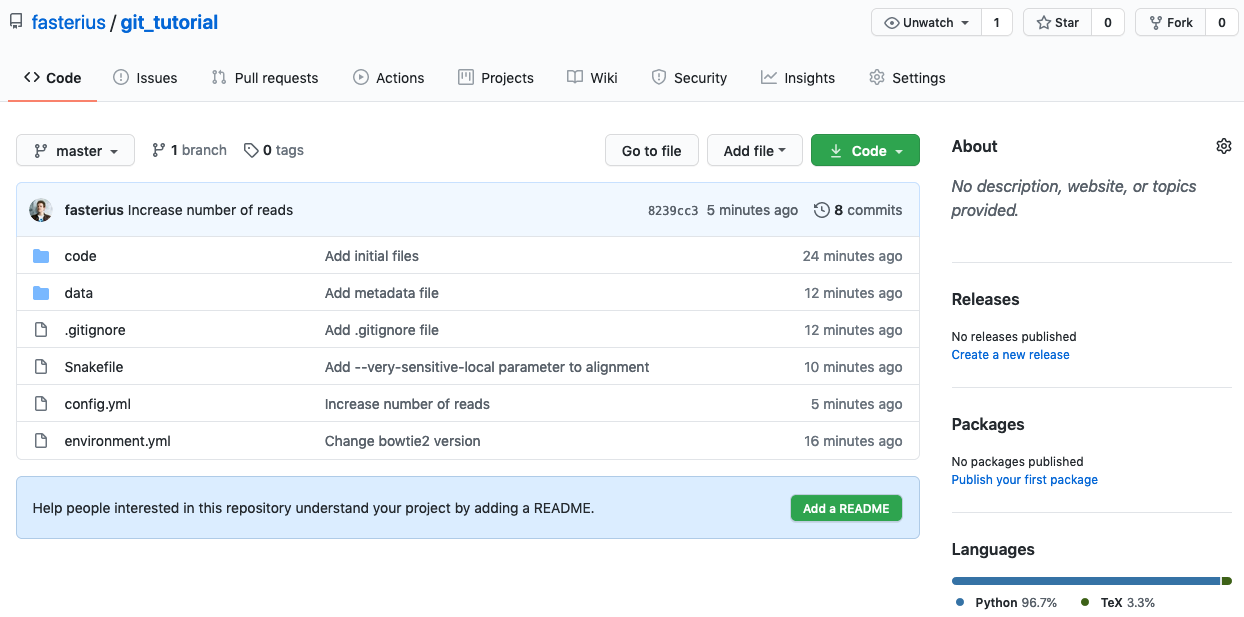 fasterius / git_tutorial
Unwatch 1 Star 0 Fork 0
Code Issues Pull requests Actions Projects Wiki Security Insights Settings
master 1 branch 0 tags Go to file Add file Code
fasterius Increase number of reads 8239cc3 5 minutes ago 8 commits
code Add initial files 24 minutes ago
data Add metadata file 12 minutes ago
.gitignore Add .gitignore file 12 minutes ago
Snakefile Add --very-sensitive-local parameter to alignment 10 minutes ago
config.yml Increase number of reads 5 minutes ago
environment.yml Change bowtie2 version 16 minutes ago
Help people interested in this repository understand your project by adding a README. Add a README
About
No description, website, or topics
provided.
Releases
No releases published
Create a new release
Packages
No packages published
Publish your first package
Languages
Python 96.7% TeX 3.3%